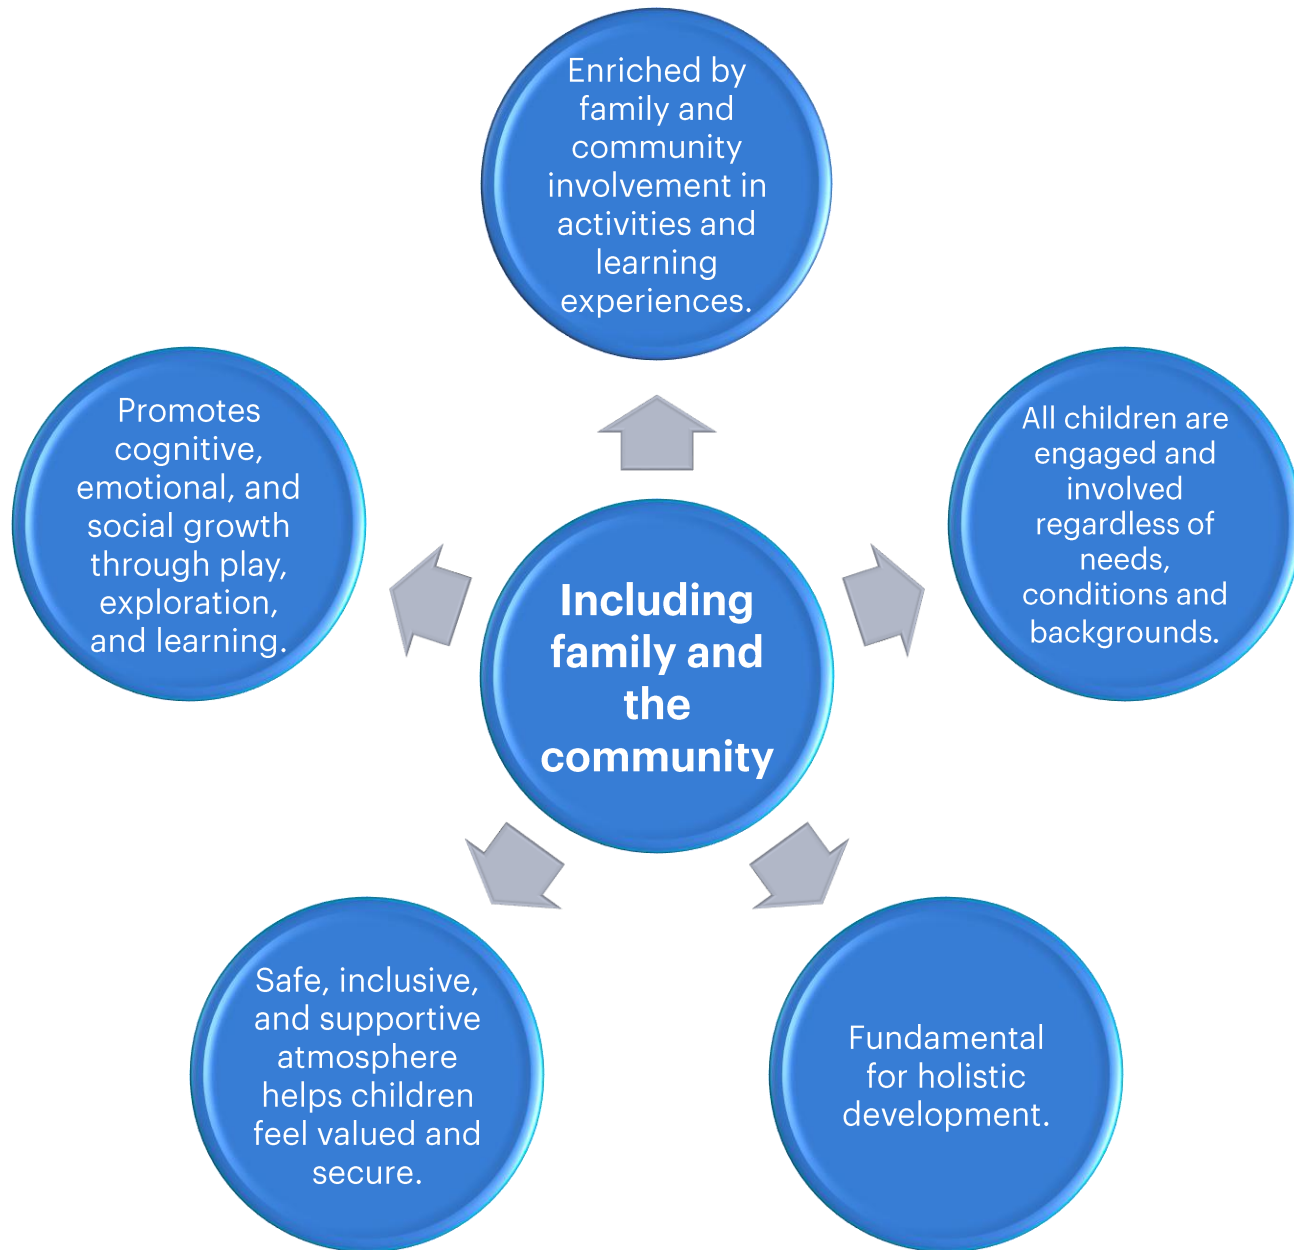 Enriched by
family and
community
involvement in
activities and
learning
experiences.
Promotes
cognitive,
emotional, and
social growth
through play,
exploration,
and learning.
All children are
engaged and
involved
regardless of
needs,
conditions and
backgrounds.
Including
family and
the
community
Safe, inclusive,
and supportive
atmosphere
helps children
feel valued and
secure.
Fundamental
for holistic
development.